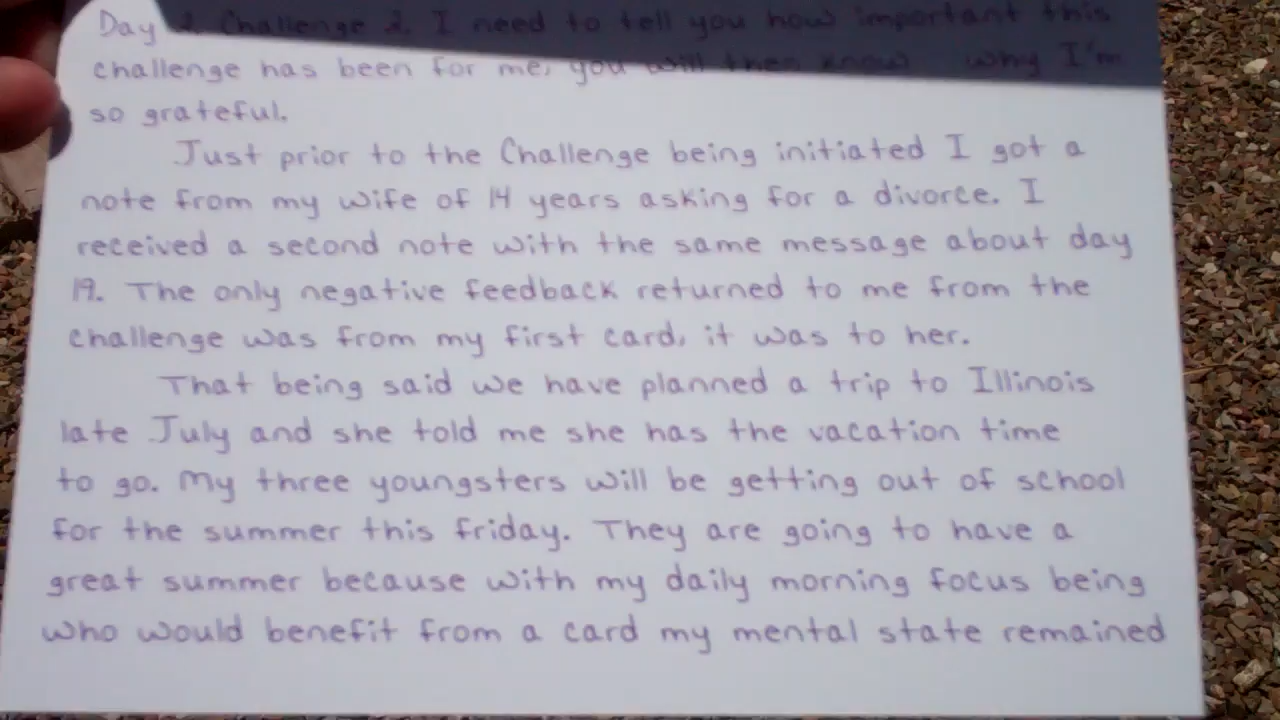 Day 2 Challenge 2. I need to tell you how important this
challenge has been for me, you will then know why I'm
so grateful.
Just prior to the Challenge being initiated I got a
note from my wife of 14 years asking for a divorce. I
received a second note with the same message about day
19. The only negative feedback returned to me from the
challenge was from my first card, it was to her.
That being said we have planned a trip to Illinois
late July and she told me she has the vacation time
to go. My three youngsters will be getting out of school
for the summer this friday. They are going to have a
great summer because with my daily morning focus being
who would benefit from a card my mental state remained